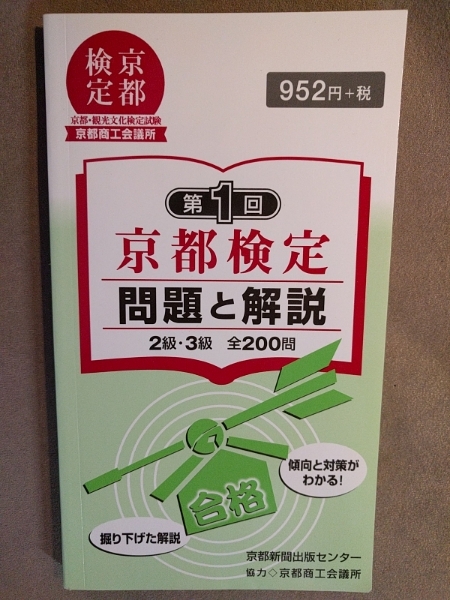 京都
検定
京都・観光文化検定試験
京都商工会議所
952円+税
第1回
京都検定
問題と解説
2級・3級 全200問
傾向と対策が
わかる!
合格
掘り下げた解説
京都新聞出版センター
協力◇京都商工会議所